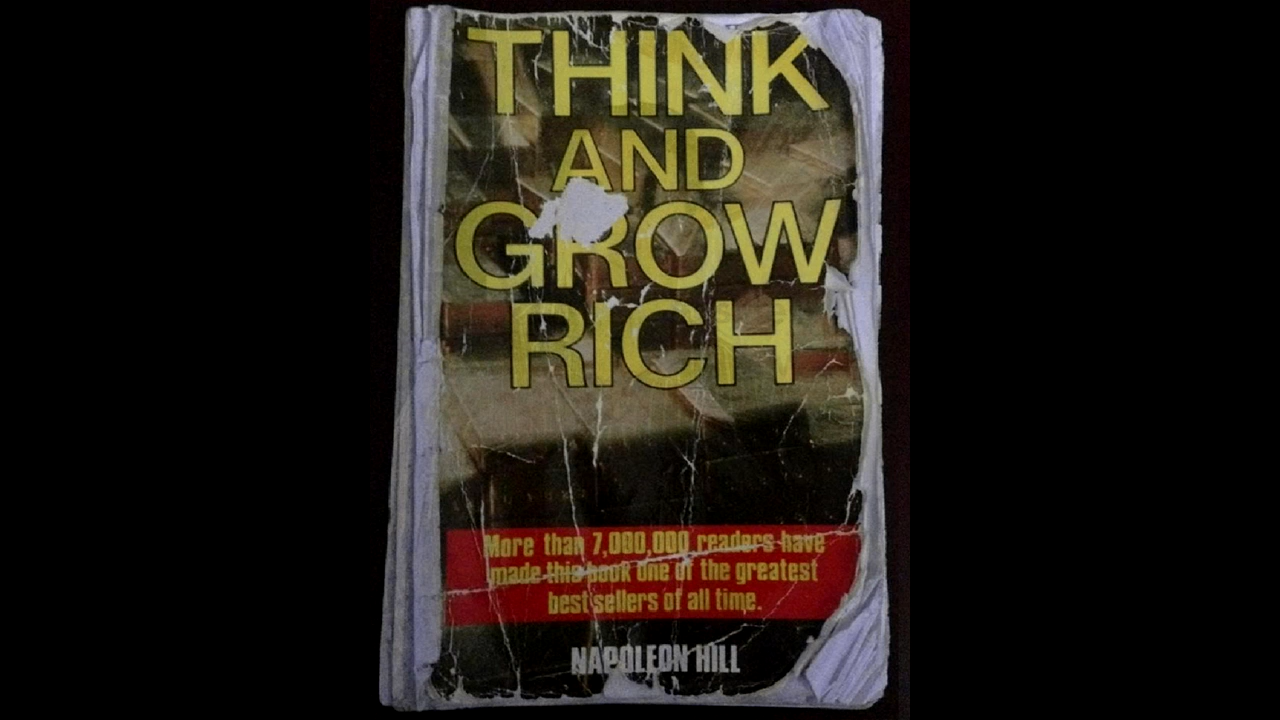 THINK
AND
GROW
RICH
More than 7,000,000 readers have
made this book one of the greatest
best sellers of all time.
NAPOLEON HILL